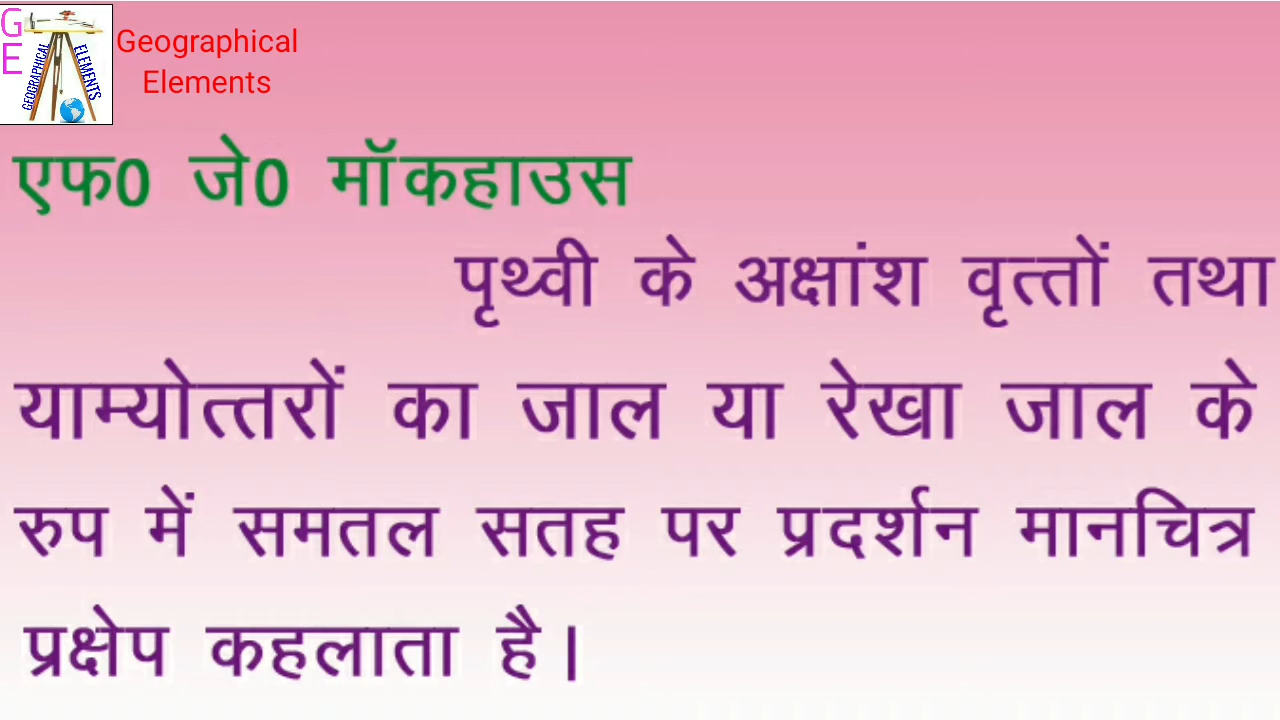 G
E
GEOGRAPHICAL
ELEMENTS
Geographical
Elements
एफ0 जे0 मॉकहाउस
पृथ्वी के अक्षांश वृत्तों तथा
याम्योत्तरों का जाल या रेखा जाल के
रुप में समतल सतह पर प्रदर्शन मानचित्र
प्रक्षेप कहलाता है।